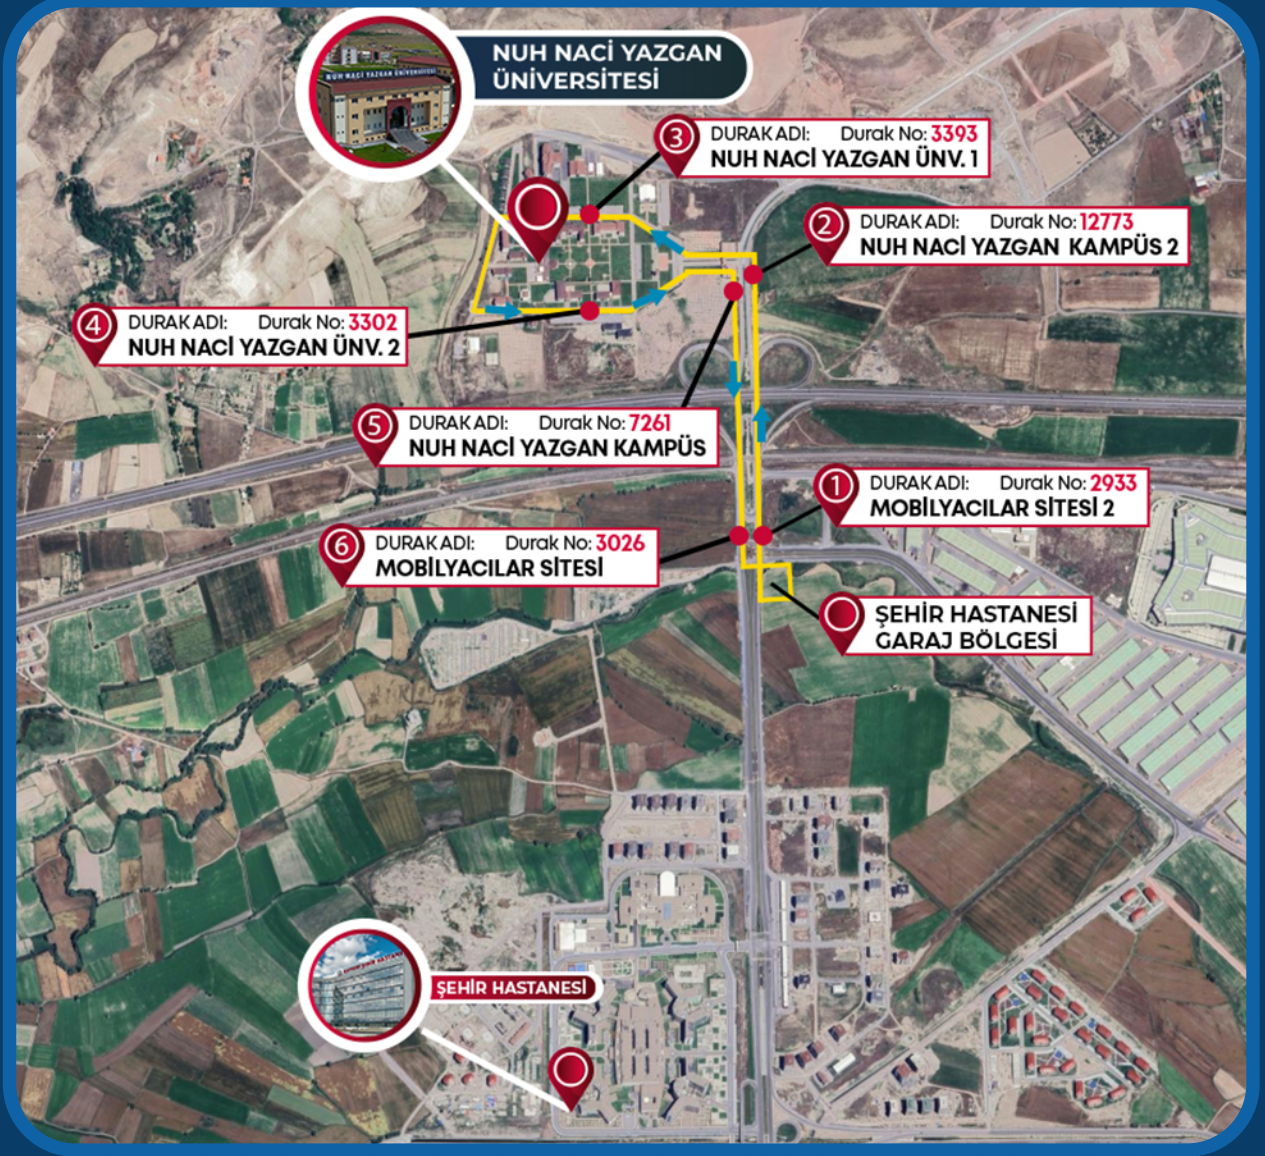 NUH NACİ YAZGAN
ÜNİVERSİTESİ
NUH NACİ YAZGAN ÜNİVERSİTESİ
3
DURAK ADI: Durak No: 3393
NUH NACİ YAZGAN ÜNV. 1
2
DURAK ADI: Durak No: 12773
NUH NACİ YAZGAN KAMPÜS 2
4
DURAK ADI: Durak No: 3302
NUH NACİ YAZGAN ÜNV. 2
5
DURAK ADI: Durak No: 7261
NUH NACİ YAZGAN KAMPÜS
1
DURAK ADI: Durak No: 2933
MOBİLYACILAR SİTESİ 2
6
DURAK ADI: Durak No: 3026
MOBİLYACILAR SİTESİ
ŞEHİR HASTANESİ
GARAJ BÖLGESİ
ŞEHİR HASTANESİ